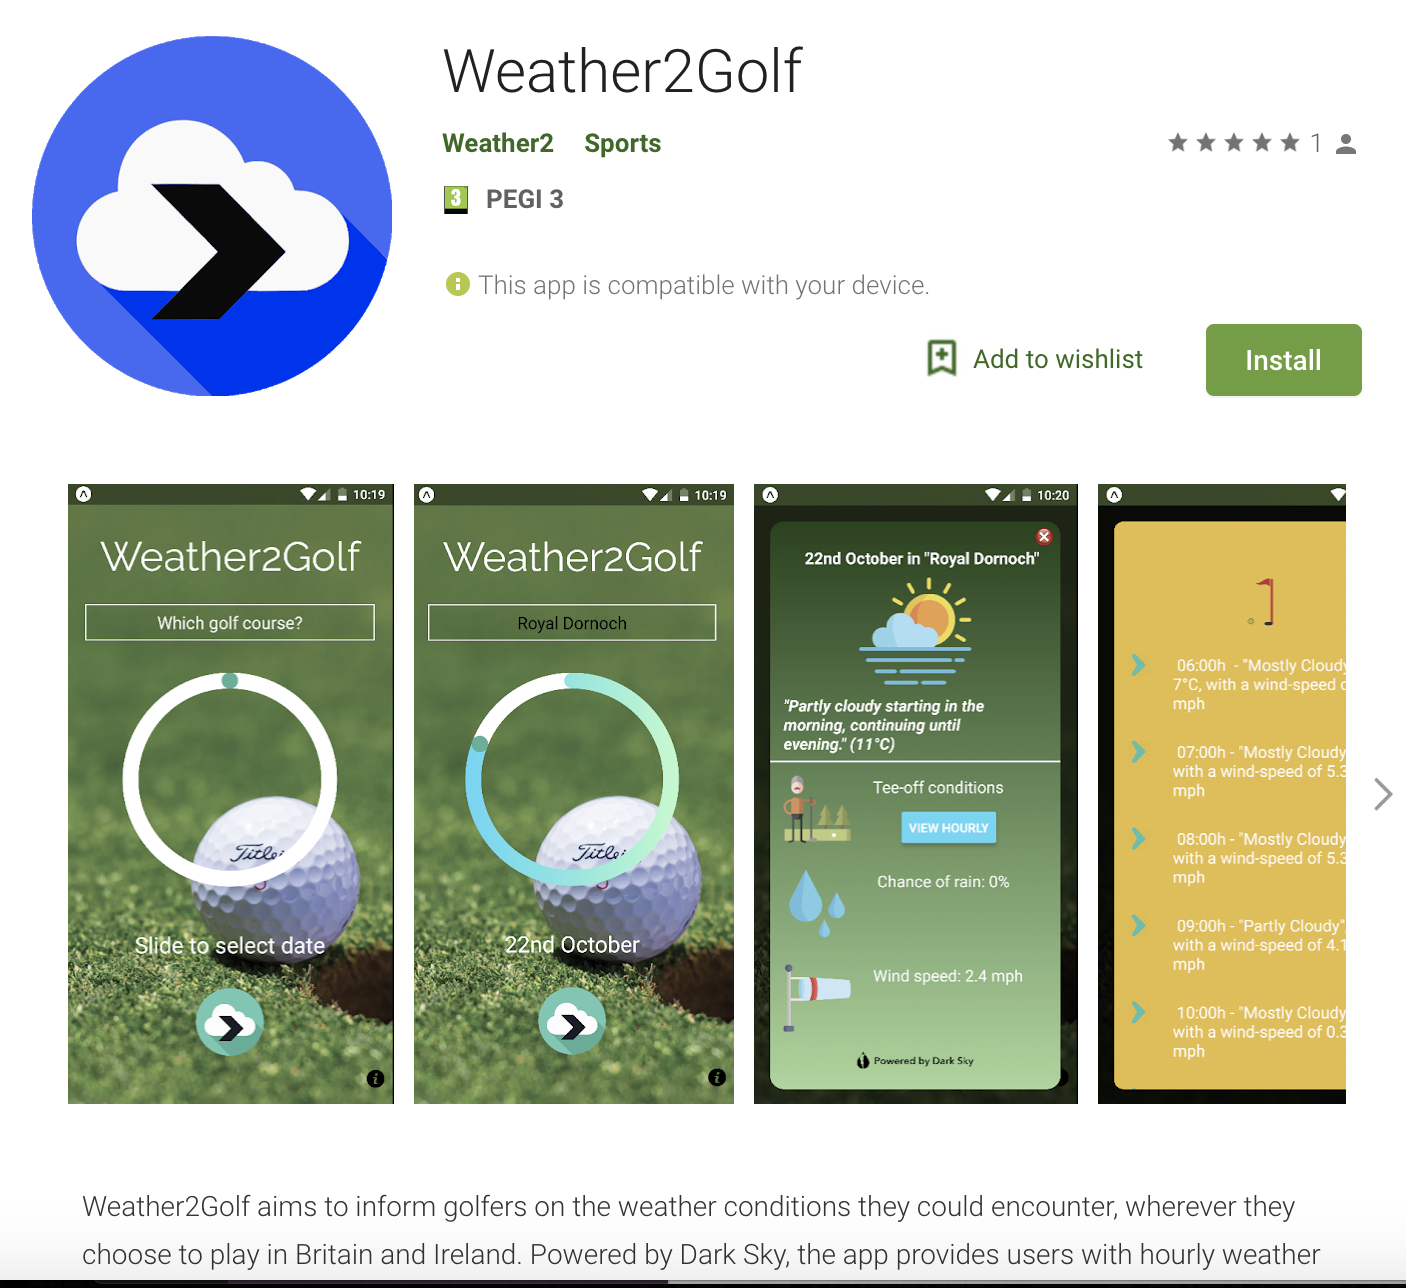 Weather2Golf
Weather2 Sports
1
3 PEGI 3
This app is compatible with your device.
Add to wishlist
Install
10:19
Weather2Golf
Which golf course?
Slide to select date
10:19
Weather2Golf
Royal Dornoch
22nd October
10:20
22nd October in "Royal Dornoch"
"Partly cloudy starting in the
morning, continuing until
evening." (11°C)
Tee-off conditions
VIEW HOURLY
Chance of rain: 0%
Wind speed: 2.4 mph
Powered by Dark Sky
06:00h - "Mostly Cloudy
7°C, with a wind-speed
mph
07:00h - "Mostly Cloudy
with a wind-speed of 5.3
mph
08:00h - "Mostly Cloudy
with a wind-speed of 5.3
mph
09:00h - "Partly Cloudy",
with a wind-speed of 4.1
mph
10:00h - "Mostly Cloudy
with a wind-speed of 0.3
mph
Weather2Golf aims to inform golfers on the weather conditions they could encounter, wherever they
choose to play in Britain and Ireland. Powered by Dark Sky, the app provides users with hourly weather